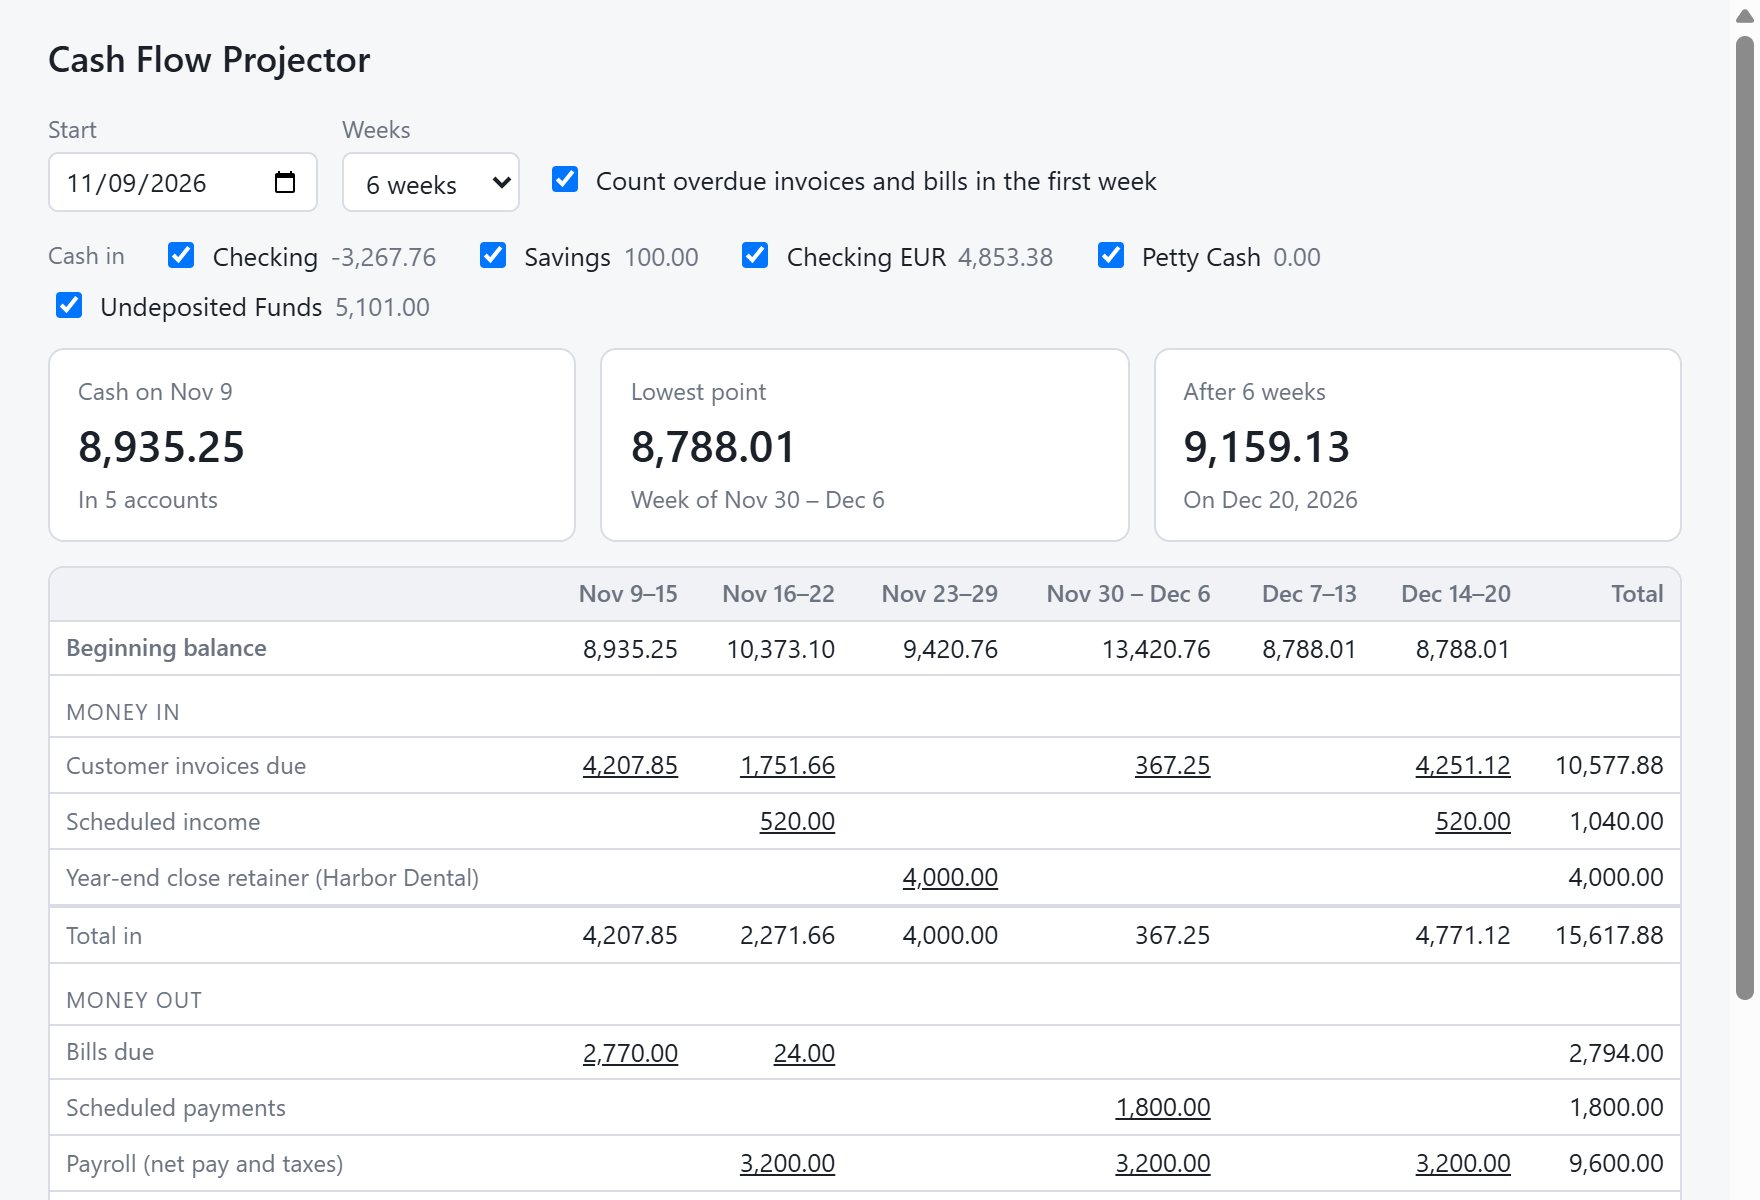 Cash Flow Projector
Start Weeks
11/09/2026 6 weeks Count overdue invoices and bills in the first week
Cash in Checking -3,267.76 Savings 100.00 Checking EUR 4,853.38 Petty Cash 0.00
Undeposited Funds 5,101.00
Cash on Nov 9 Lowest point After 6 weeks
8,935.25 8,788.01 9,159.13
In 5 accounts Week of Nov 30 – Dec 6 On Dec 20, 2026
Nov 9–15 Nov 16–22 Nov 23–29 Nov 30 – Dec 6 Dec 7–13 Dec 14–20 Total
Beginning balance 8,935.25 10,373.10 9,420.76 13,420.76 8,788.01 8,788.01
MONEY IN
Customer invoices due 4,207.85 1,751.66 367.25 4,251.12 10,577.88
Scheduled income 520.00 520.00 1,040.00
Year-end close retainer (Harbor Dental) 4,000.00 4,000.00
Total in 4,207.85 2,271.66 4,000.00 367.25 4,771.12 15,617.88
MONEY OUT
Bills due 2,770.00 24.00 2,794.00
Scheduled payments 1,800.00 1,800.00
Payroll (net pay and taxes) 3,200.00 3,200.00 3,200.00 9,600.00